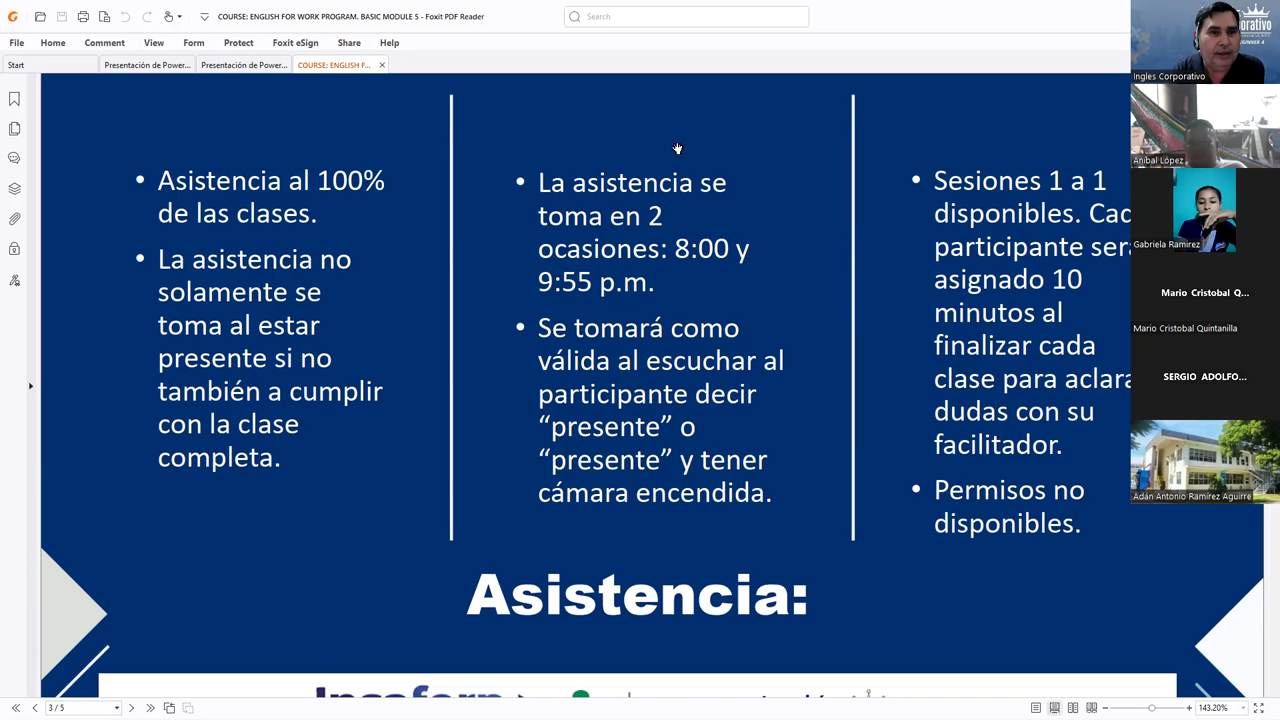 COURSE: ENGLISH FOR WORK PROGRAM. BASIC MODULE 5 - Foxit PDF Reader
Search
File Home Comment View Form Protect Foxit eSign Share Help
Start
Presentación de Power...
Presentación de Power...
COURSE: ENGLISH F...
• Asistencia al 100%
de las clases.
• La asistencia no
solamente se
toma al estar
presente si no
también a cumplir
con la clase
completa.
• La asistencia se
toma en 2
ocasiones: 8:00 y
9:55 p.m.
• Se tomará como
válida al escuchar al
participante decir
“presente” o
“presente” y tener
cámara encendida.
• Sesiones 1 a 1
disponibles. Cad
participante ser
asignado 10
minutos al
finalizar cada
clase para aclara
dudas con su
facilitador.
• Permisos no
disponibles.
Asistencia:
orativo
Ingles Corporativo
Aníbal López
Gabriela Ramirez
Mario Cristobal Q...
Mario Cristobal Quintanilla
SERGIO ADOLFO...
Adán Antonio Ramírez Aguirre
3 / 5
143.20%